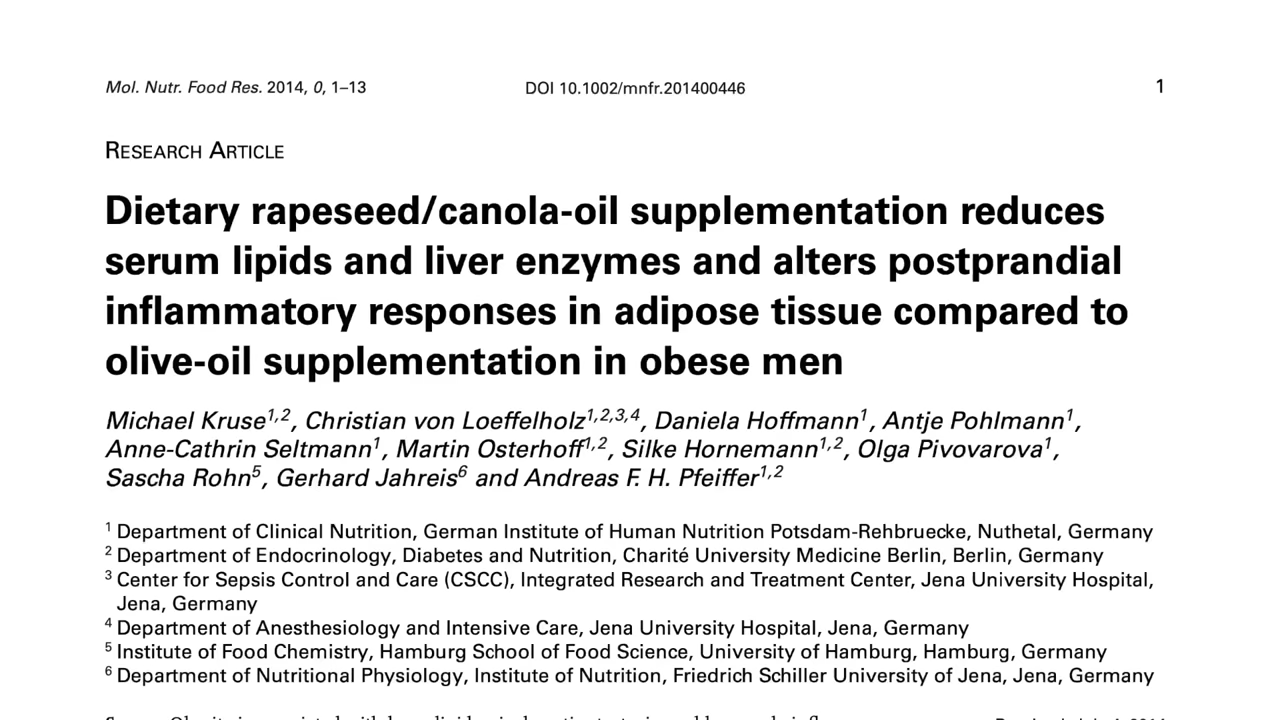 Mol. Nutr. Food Res. 2014, 0, 1–13 DOI 10.1002/mnfr.201400446 1
RESEARCH ARTICLE
Dietary rapeseed/canola-oil supplementation reduces
serum lipids and liver enzymes and alters postprandial
inflammatory responses in adipose tissue compared to
olive-oil supplementation in obese men
Michael Kruse1,2, Christian von Loeffelholz1,2,3,4, Daniela Hoffmann1, Antje Pohlmann1,
Anne-Cathrin Seltmann1, Martin Osterhoff1,2, Silke Hornemann1,2, Olga Pivovarova1,
Sascha Rohn5, Gerhard Jahreis6 and Andreas F. H. Pfeiffer1,2
1 Department of Clinical Nutrition, German Institute of Human Nutrition Potsdam-Rehbruecke, Nuthetal, Germany
2 Department of Endocrinology, Diabetes and Nutrition, Charité University Medicine Berlin, Berlin, Germany
3 Center for Sepsis Control and Care (CSCC), Integrated Research and Treatment Center, Jena University Hospital,
Jena, Germany
4 Department of Anesthesiology and Intensive Care, Jena University Hospital, Jena, Germany
5 Institute of Food Chemistry, Hamburg School of Food Science, University of Hamburg, Hamburg, Germany
6 Department of Nutritional Physiology, Institute of Nutrition, Friedrich Schiller University of Jena, Jena, Germany